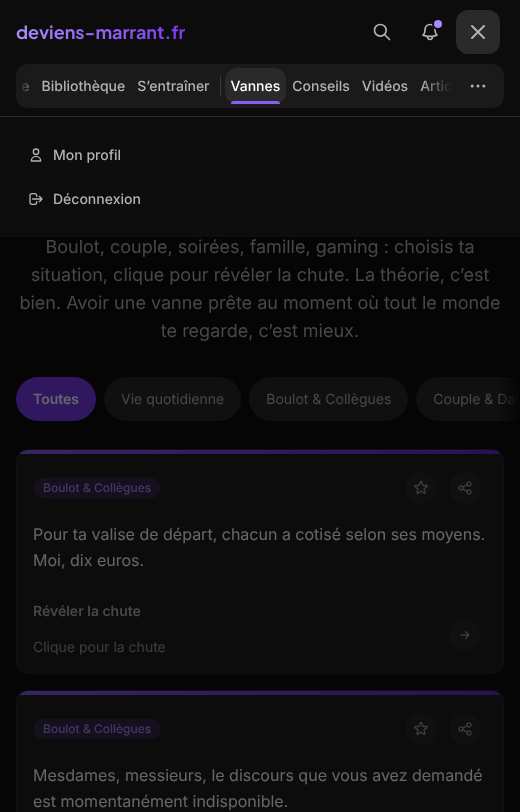 deviens-marrant.fr
e Bibliothèque S’entraîner Vannes Conseils Vidéos Artic
Mon profil
Déconnexion
Boulot, couple, soirées, famille, gaming : choisis ta
situation, clique pour révéler la chute. La théorie, c’est
bien. Avoir une vanne prête au moment où tout le monde
te regarde, c’est mieux.
Toutes Vie quotidienne Boulot & Collègues Couple & Da
Boulot & Collègues
Pour ta valise de départ, chacun a cotisé selon ses moyens.
Moi, dix euros.
Révéler la chute
Clique pour la chute
Boulot & Collègues
Mesdames, messieurs, le discours que vous avez demandé
est momentanément indisponible.